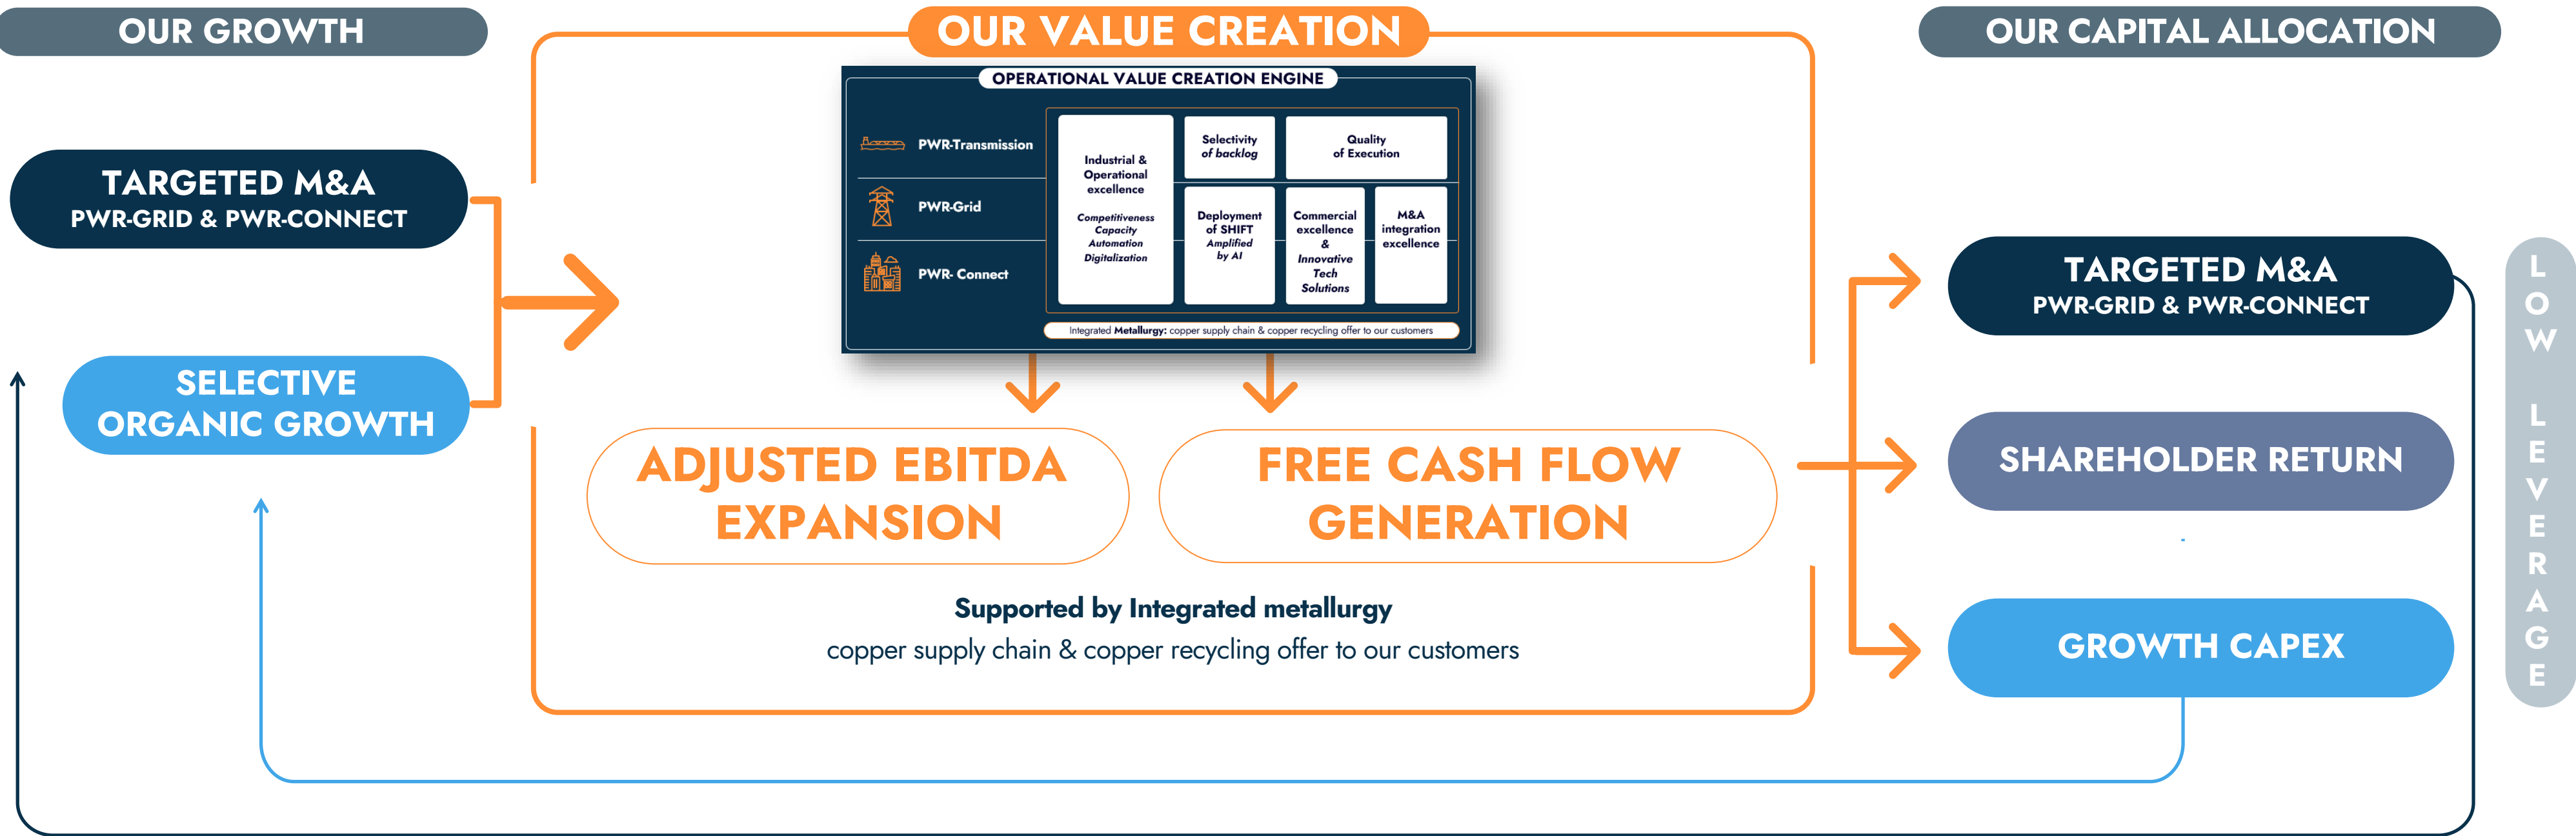 OUR GROWTH
TARGETED M&A
PWR-GRID & PWR-CONNECT
SELECTIVE
ORGANIC GROWTH
OUR VALUE CREATION
OPERATIONAL VALUE CREATION ENGINE
PWR-Transmission
PWR-Grid
PWR- Connect
Industrial &
Operational
excellence
Competitiveness
Capacity
Automation
Digitalization
Selectivity
of backlog
Quality
of Execution
Deployment
of SHIFT
Amplified
by AI
Commercial
excellence
&
Innovative
Tech
Solutions
M&A
integration
excellence
Integrated Metallurgy: copper supply chain & copper recycling offer to our customers
ADJUSTED EBITDA
EXPANSION
FREE CASH FLOW
GENERATION
Supported by Integrated metallurgy
copper supply chain & copper recycling offer to our customers
OUR CAPITAL ALLOCATION
TARGETED M&A
PWR-GRID & PWR-CONNECT
SHAREHOLDER RETURN
-
GROWTH CAPEX
LOW LEVERAGE